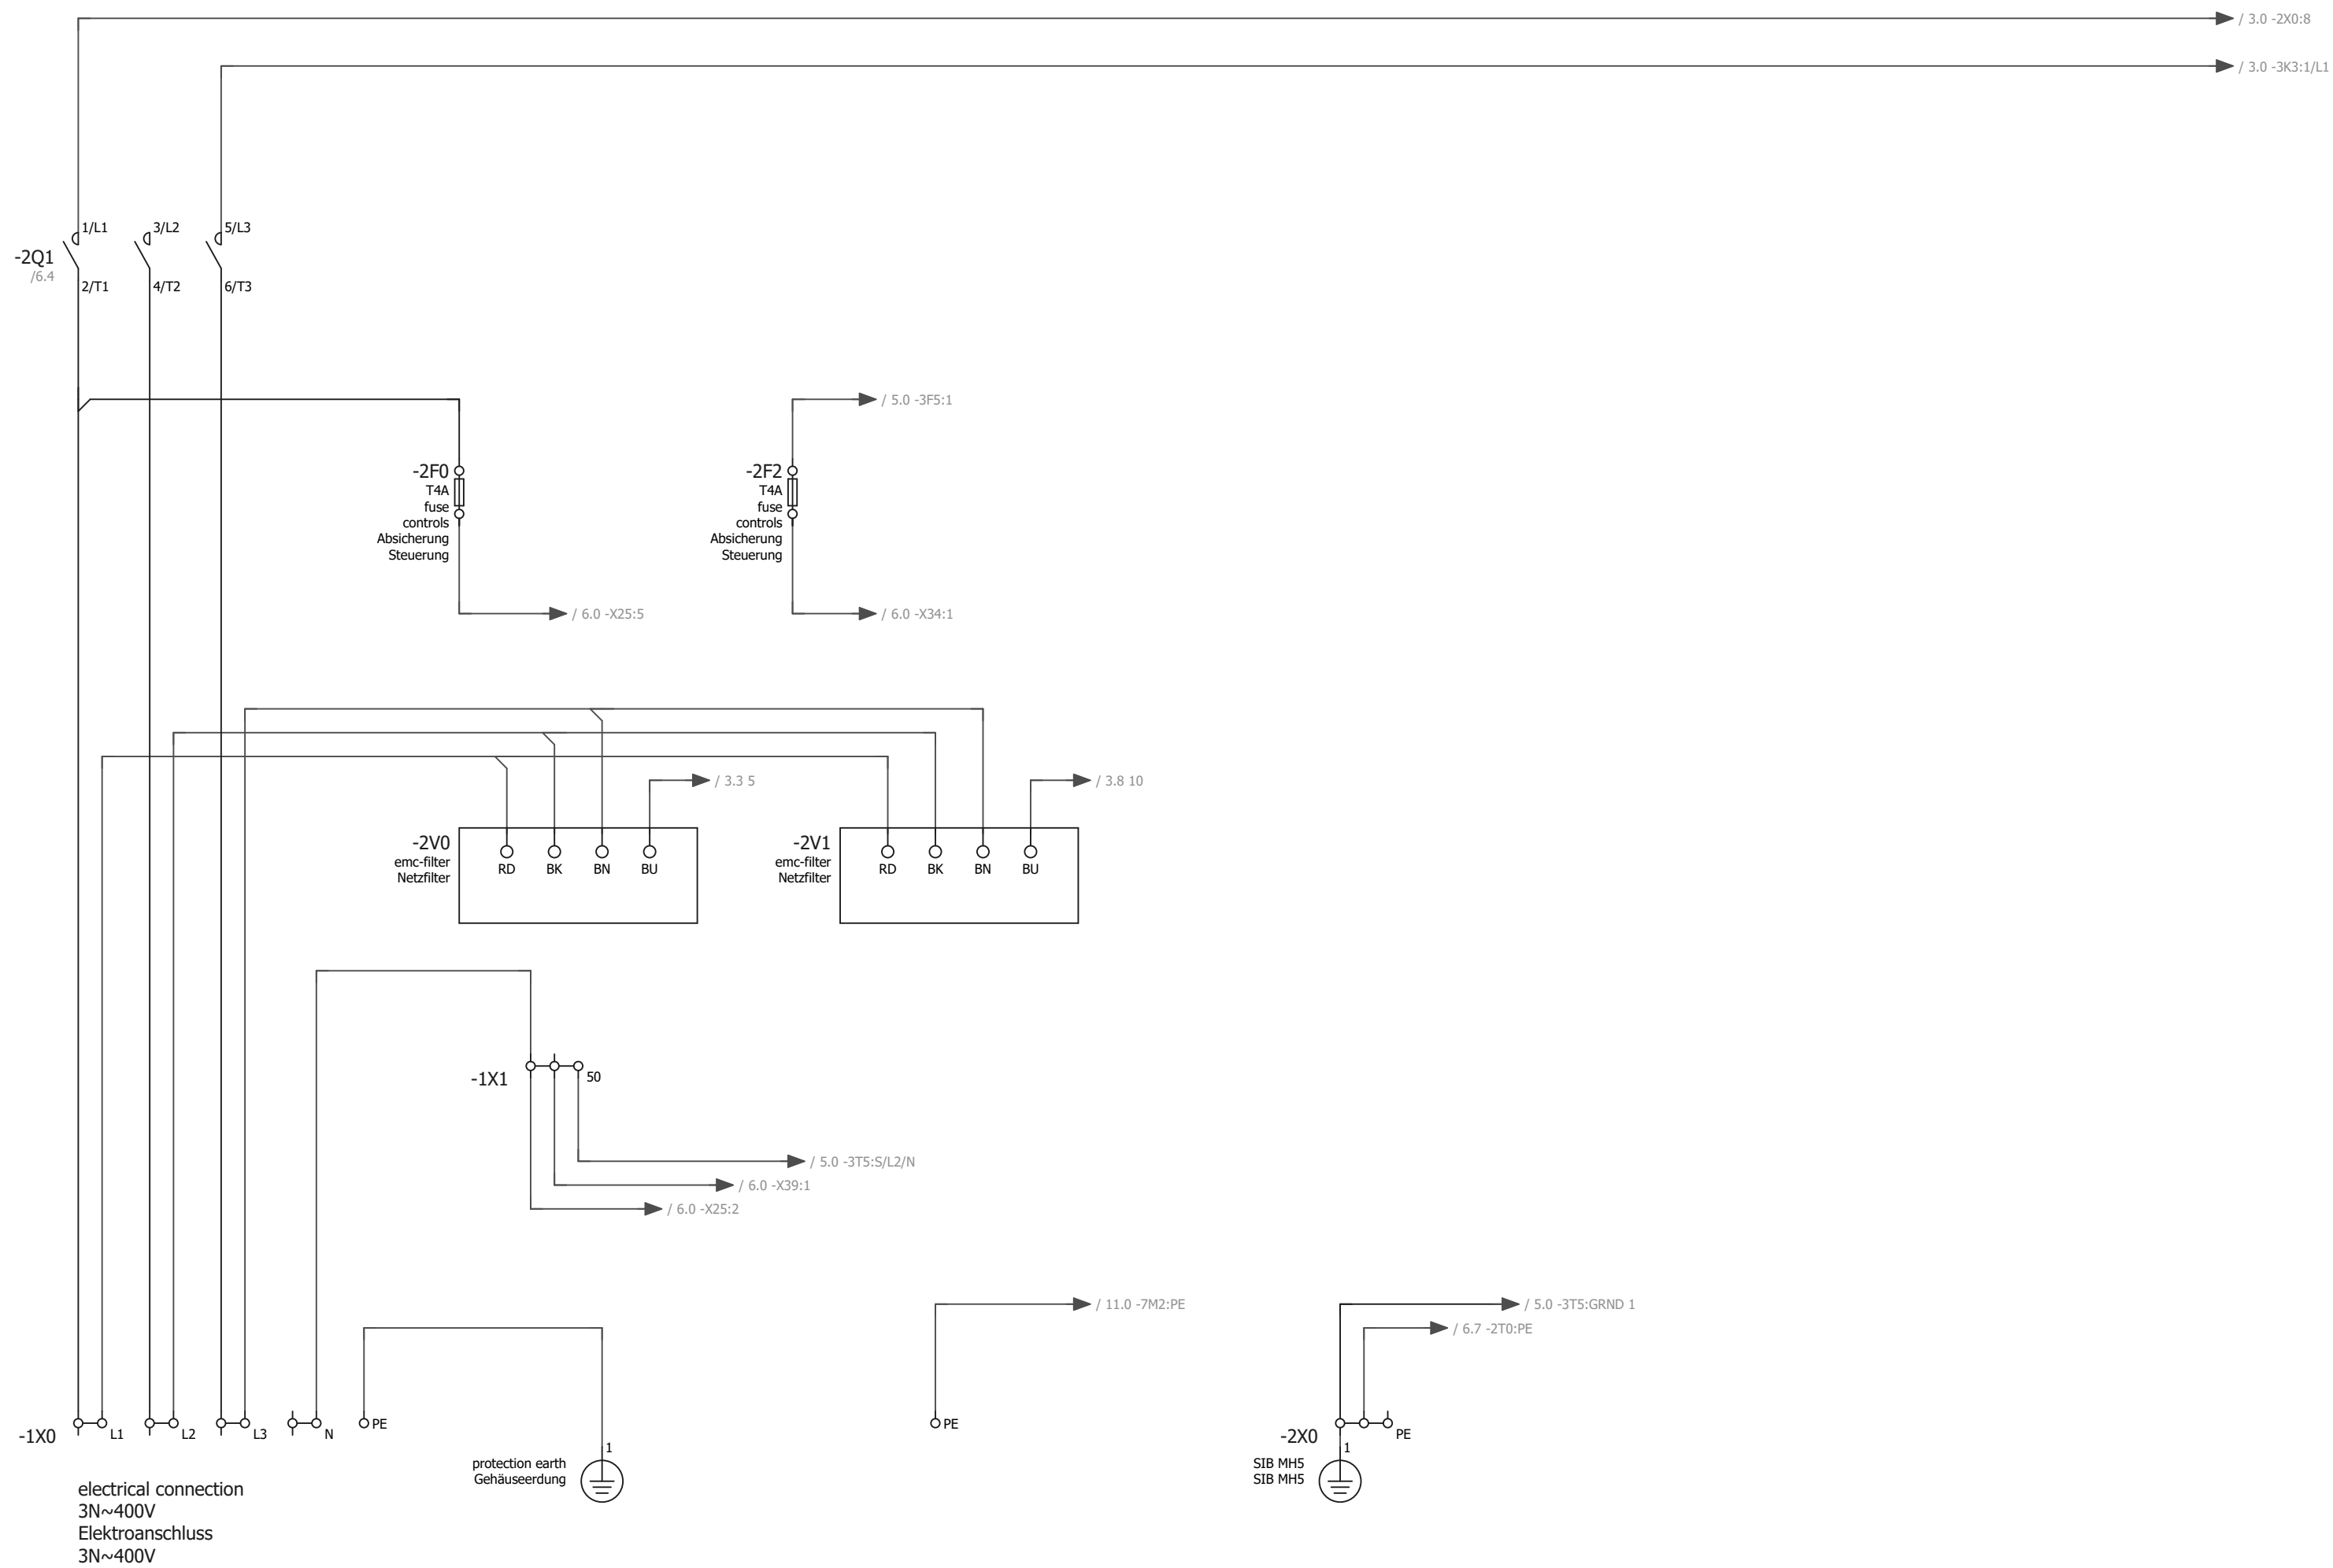 / 3.0 -2X0:8
/ 3.0 -3K3:1/L1
1/L1
3/L2
5/L3
-2Q1
/6.4
2/T1
4/T2
6/T3
/ 5.0 -3F5:1
-2F0
T4A
fuse
controls
Absicherung
Steuerung
-2F2
T4A
fuse
controls
Absicherung
Steuerung
/ 6.0 -X25:5
/ 6.0 -X34:1
/ 3.3 5
/ 3.8 10
-2V0
emc-filter
Netzfilter
RD
BK
BN
BU
-2V1
emc-filter
Netzfilter
RD
BK
BN
BU
-1X1
50
/ 5.0 -3T5:S/L2/N
/ 6.0 -X39:1
/ 6.0 -X25:2
/ 11.0 -7M2:PE
/ 5.0 -3T5:GRND 1
/ 6.7 -2T0:PE
-1X0
L1
L2
L3
N
PE
PE
-2X0
PE
protection earth
Gehäuseerdung
1
SIB MH5
SIB MH5
1
electrical connection
3N~400V
Elektroanschluss
3N~400V